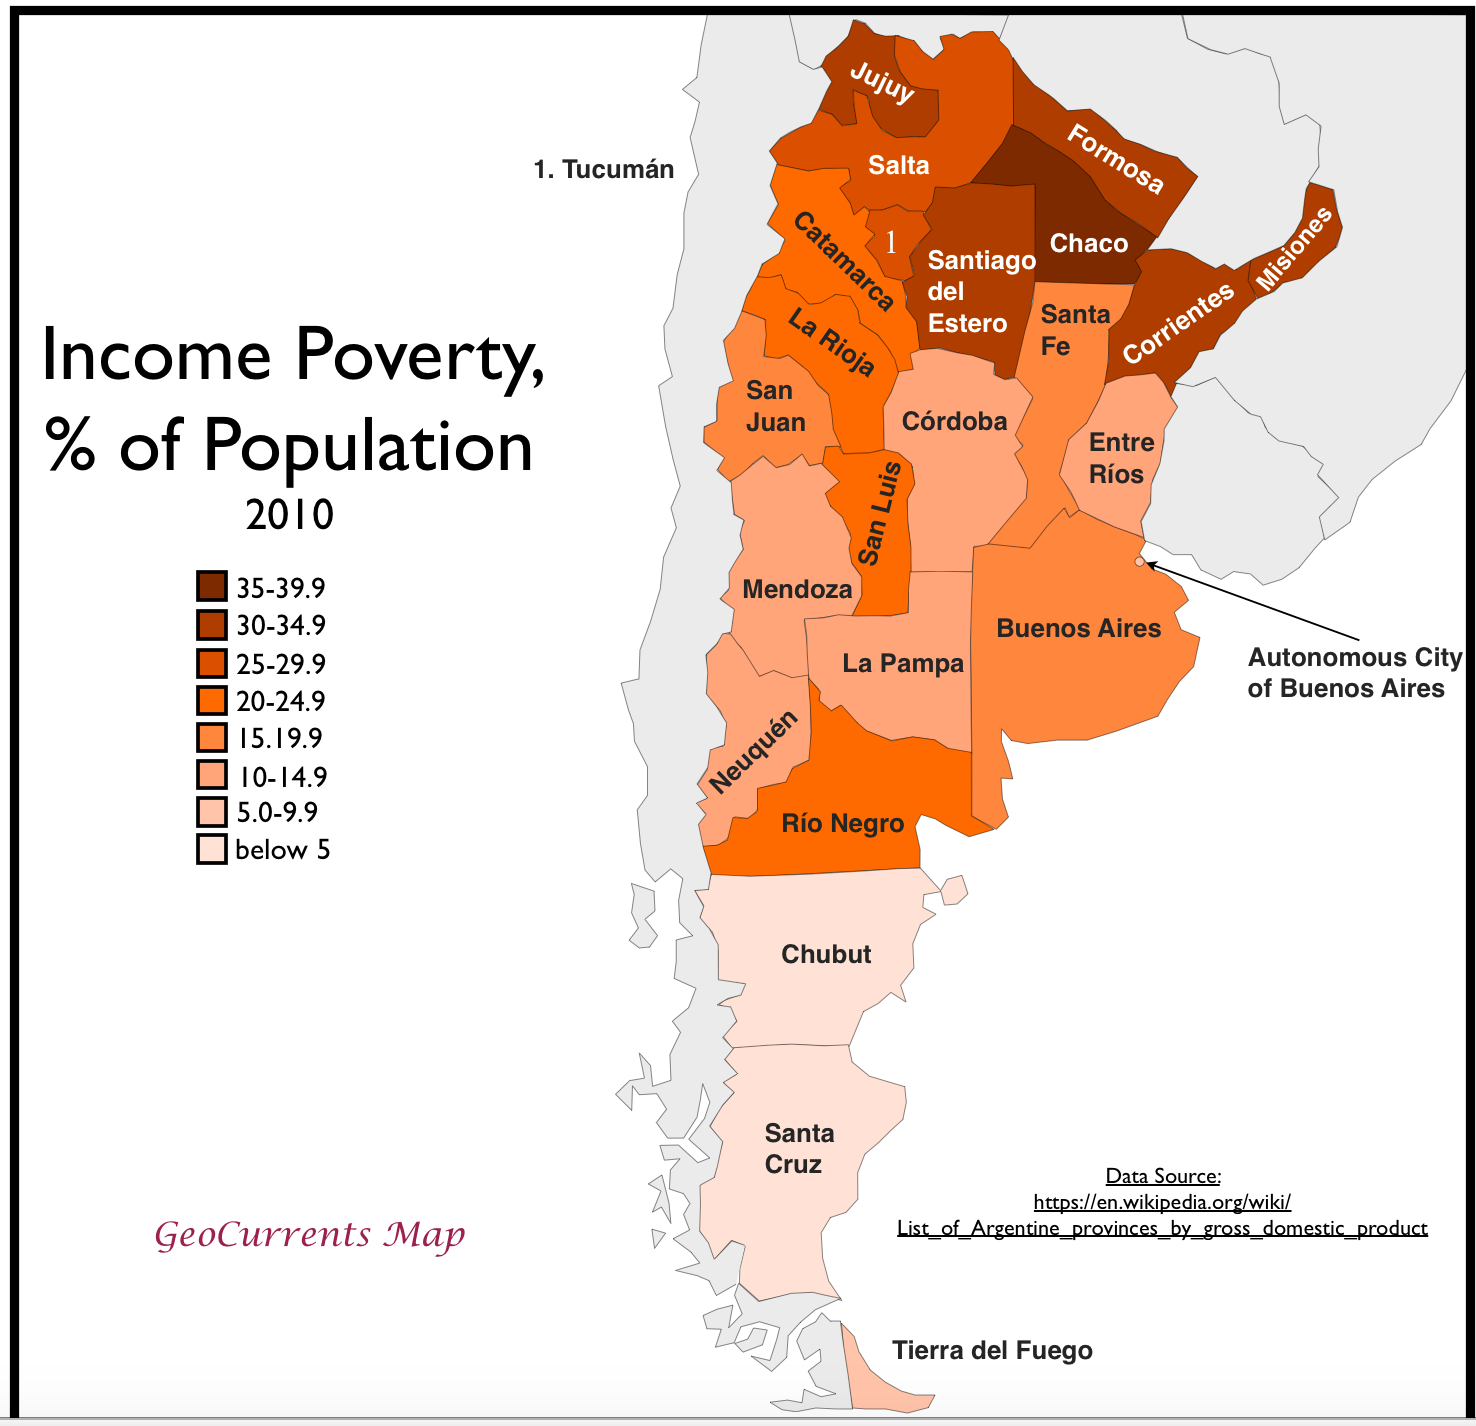 Income Poverty,
% of Population
2010
35-39.9
30-34.9
25-29.9
20-24.9
15.19.9
10-14.9
5.0-9.9
below 5
GeoCurrents Map
1. Tucumán
Jujuy
Salta
Formosa
Catamarca
1
Santiago
del
Estero
Chaco
Misiones
Corrientes
La Rioja
Santa
Fe
San
Juan
Córdoba
Entre
Ríos
San Luis
Mendoza
Buenos Aires
La Pampa
Autonomous City
of Buenos Aires
Neuquén
Río Negro
Chubut
Santa
Cruz
Tierra del Fuego
Data Source:
https://en.wikipedia.org/wiki/
List_of_Argentine_provinces_by_gross_domestic_product